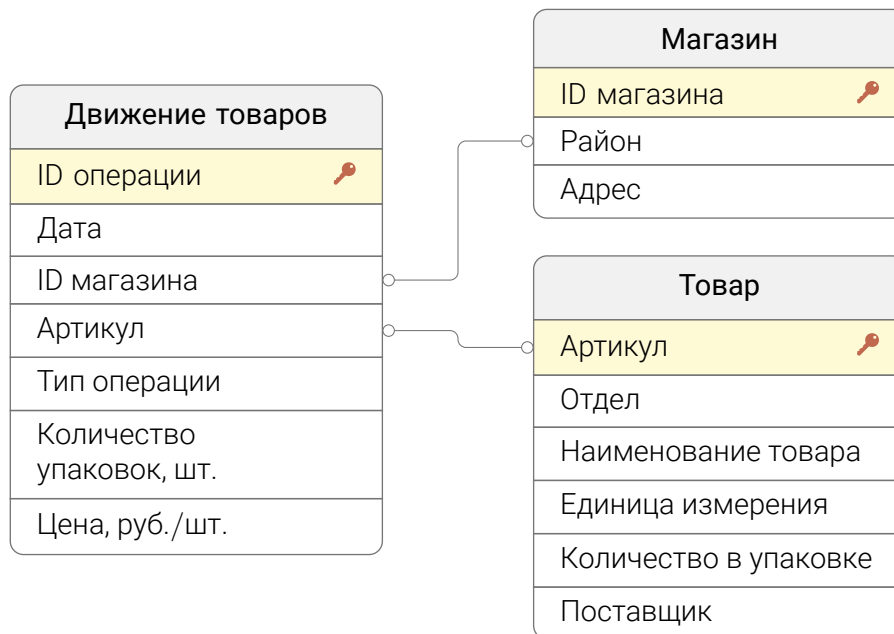 Движение товаров
ID операции
Дата
ID магазина
Артикул
Тип операции
Количество
упаковок, шт.
Цена, руб./шт.
Магазин
ID магазина
Район
Адрес
Товар
Артикул
Отдел
Наименование товара
Единица измерения
Количество в упаковке
Поставщик